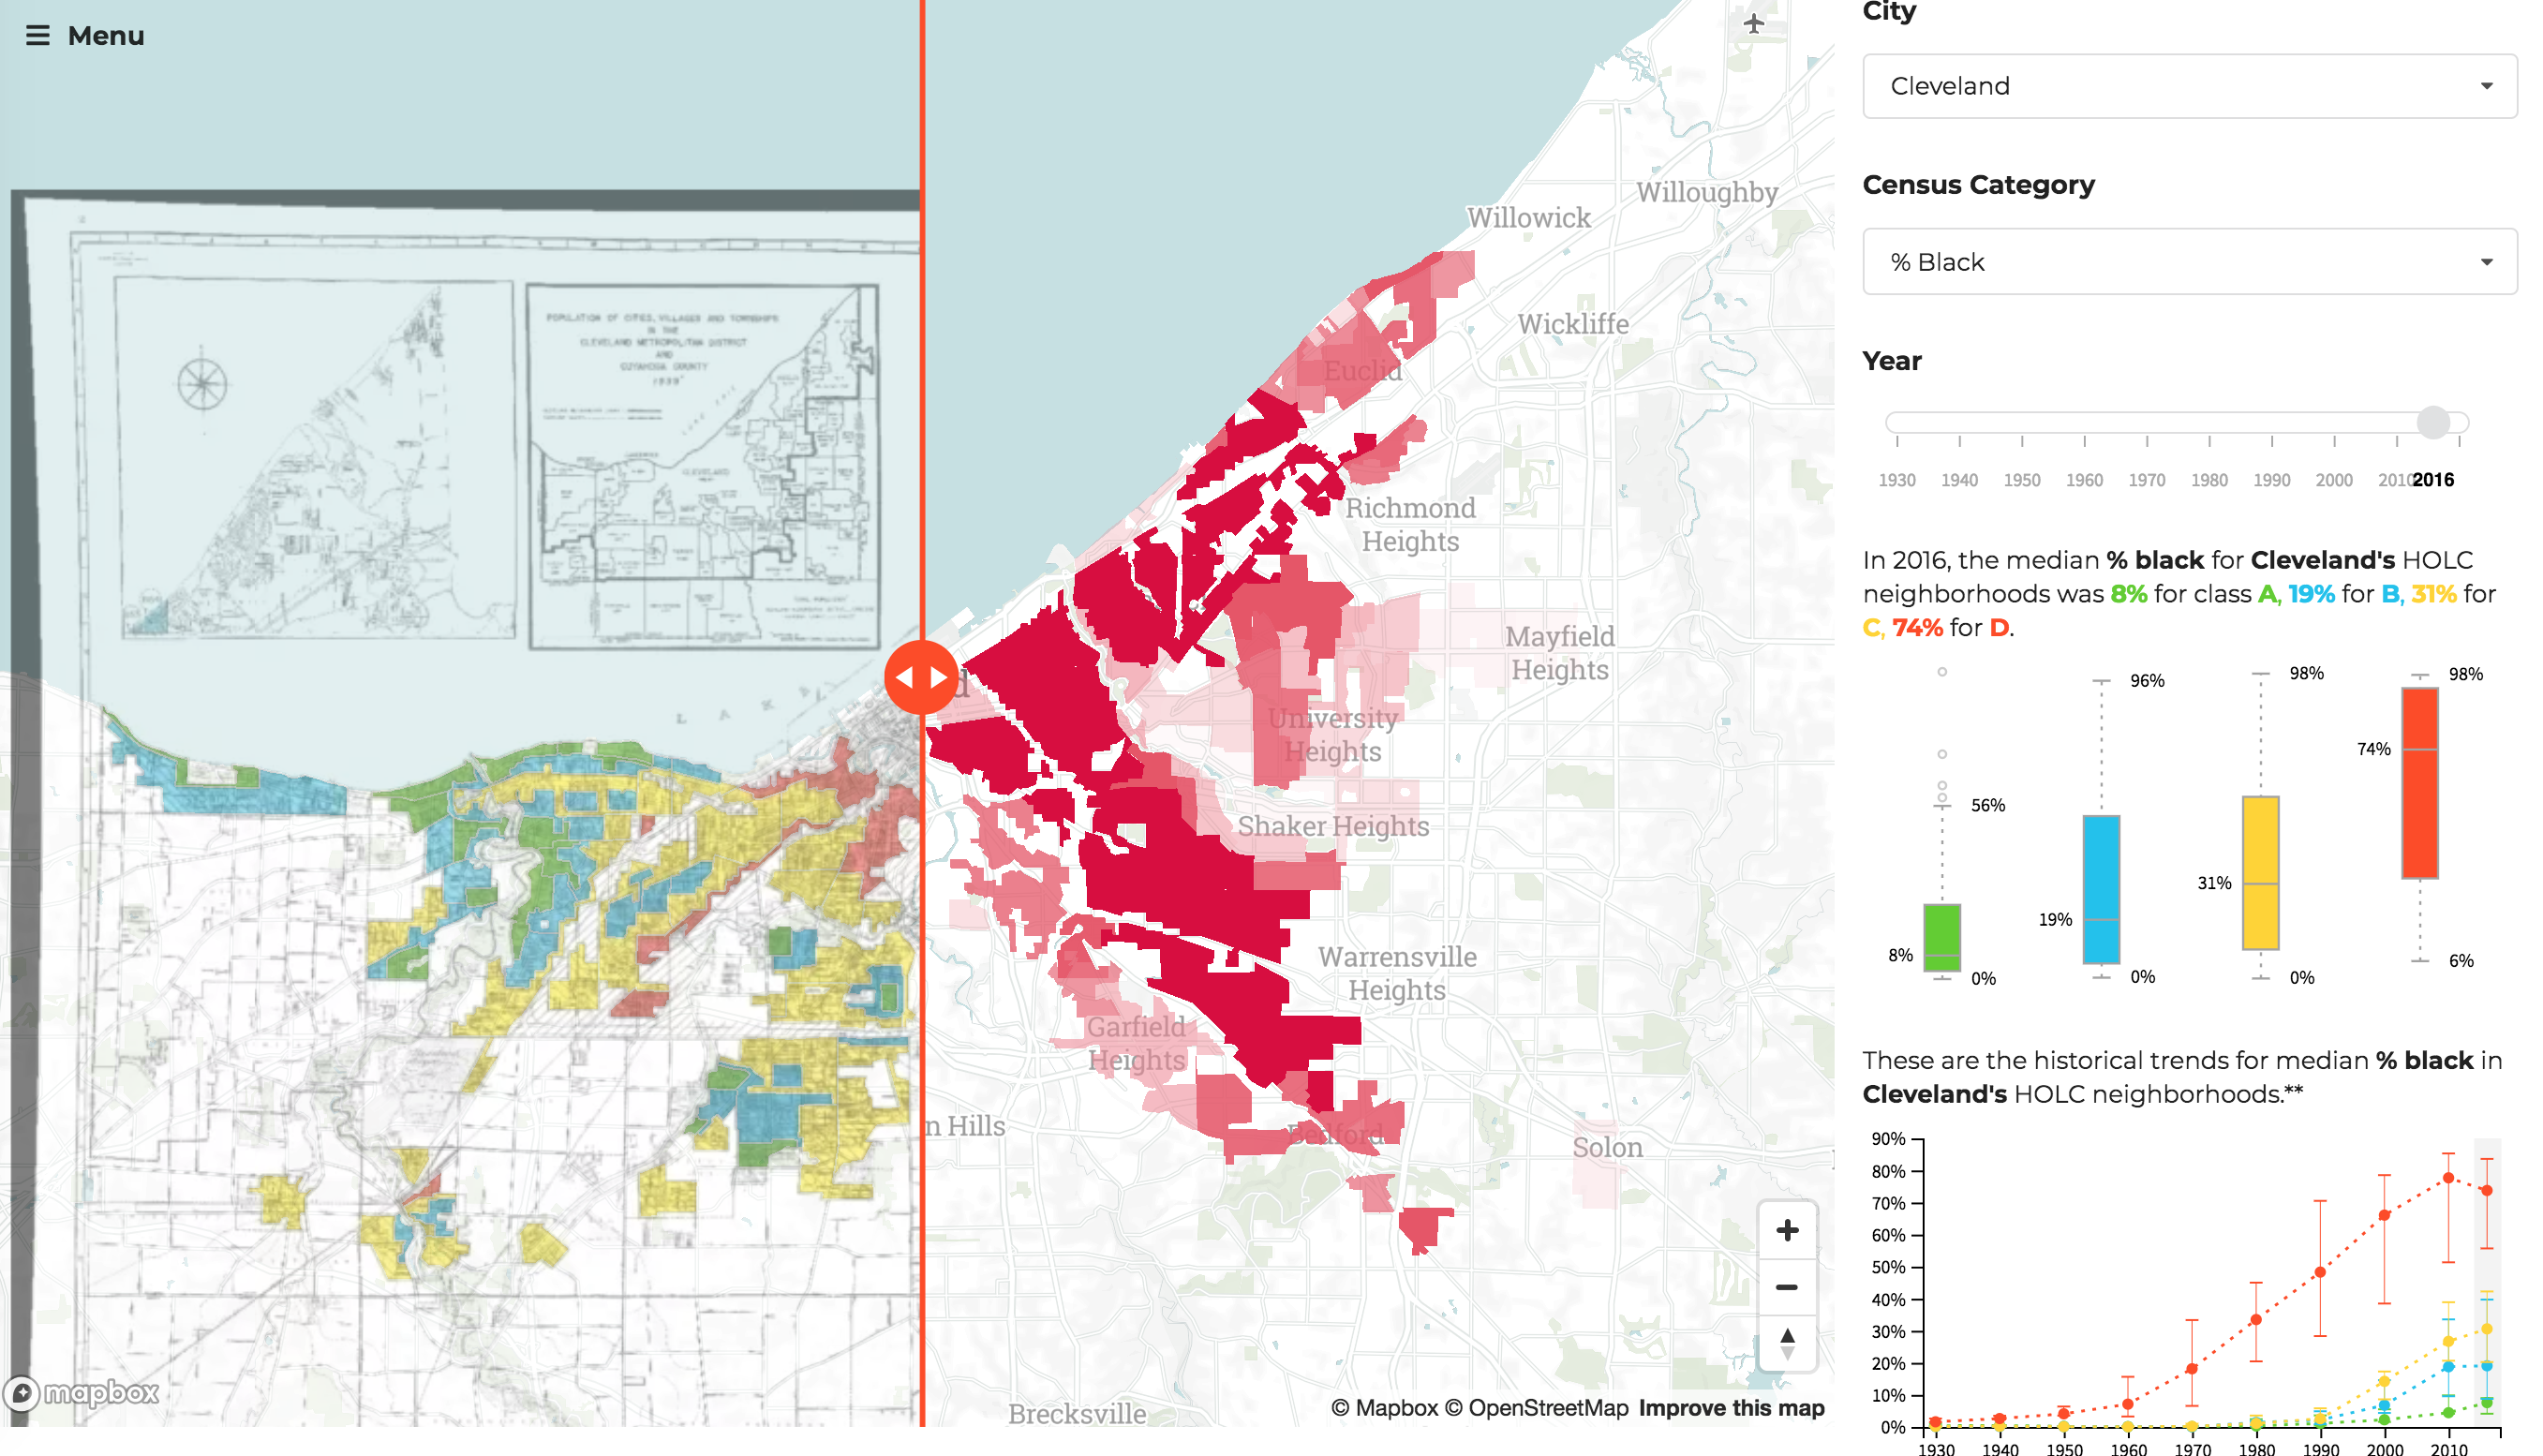 Menu
POPULATION OF CITIES, VILLAGES AND TOWNSHIPS
IN THE
CLEVELAND METROPOLITAN DISTRICT
AND
CUYAHOGA COUNTY
CLEVELAND
L A K
d
Willoughby
Willowick
Wickliffe
Euclid
Richmond
Heights
Mayfield
Heights
University
Heights
Shaker Heights
Warrensville
Heights
Garfield
Heights
n Hills
Bedford
Solon
Brecksville
mapbox
© Mapbox © OpenStreetMap Improve this map
City
Cleveland
Census Category
% Black
Year
1930 1940 1950 1960 1970 1980 1990 2000 2010 2016
In 2016, the median % black for Cleveland's HOLC
neighborhoods was 8% for class A, 19% for B, 31% for
C, 74% for D.
56%
8%
0%
96%
19%
0%
98%
31%
0%
98%
74%
6%
These are the historical trends for median % black in
Cleveland's HOLC neighborhoods.**
90%
80%
70%
60%
50%
40%
30%
20%
10%
0%
1930 1940 1950 1960 1970 1980 1990 2000 2010